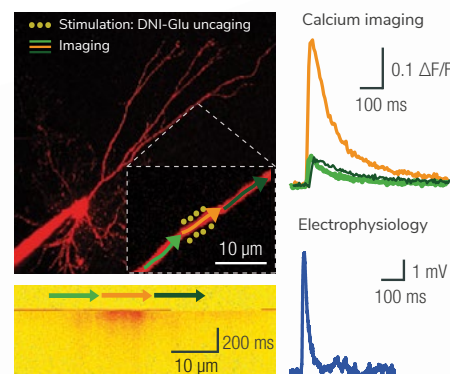 Stimulation: DNI-Glu uncaging
Imaging
10 µm
200 ms
10 µm
Calcium imaging
0.1 ΔF/F
100 ms
Electrophysiology
1 mV
100 ms